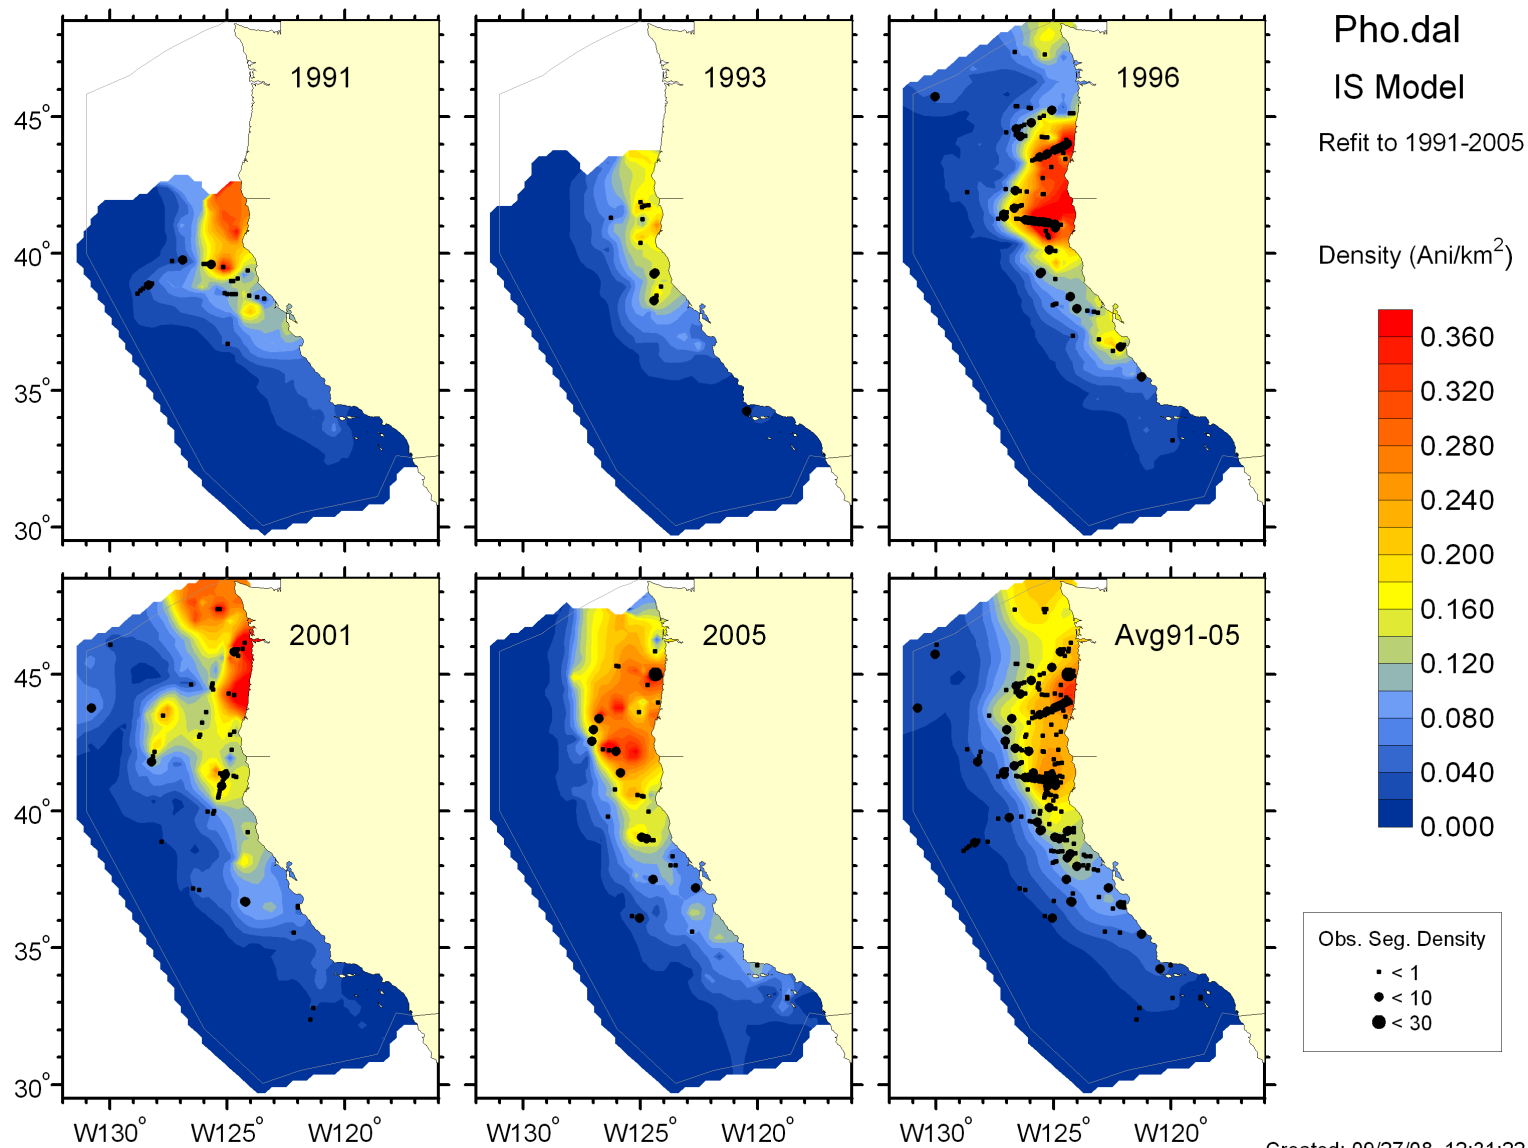 1991
1993
1996
Pho.dal
IS Model
Refit to 1991-2005
45°
40°
35°
30°
Density (Ani/km²)
0.360
0.320
0.280
0.240
0.200
0.160
0.120
0.080
0.040
0.000
2001
2005
Avg91-05
45°
40°
35°
30°
Obs. Seg. Density
< 1
< 10
< 30
W130° W125° W120°
W130° W125° W120°
W130° W125° W120°